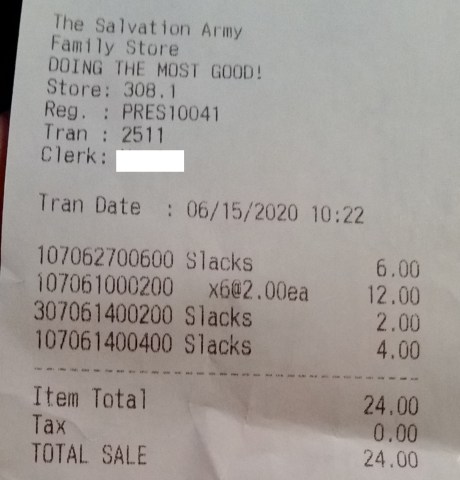 The Salvation Army
Family Store
DOING THE MOST GOOD!
Store: 308.1
Reg. : PRES10041
Tran : 2511
Clerk:
Tran Date : 06/15/2020 10:22
107062700600 Slacks 6.00
107061000200 x6@2.00ea 12.00
307061400200 Slacks 2.00
107061400400 Slacks 4.00
Item Total 24.00
Tax 0.00
TOTAL SALE 24.00